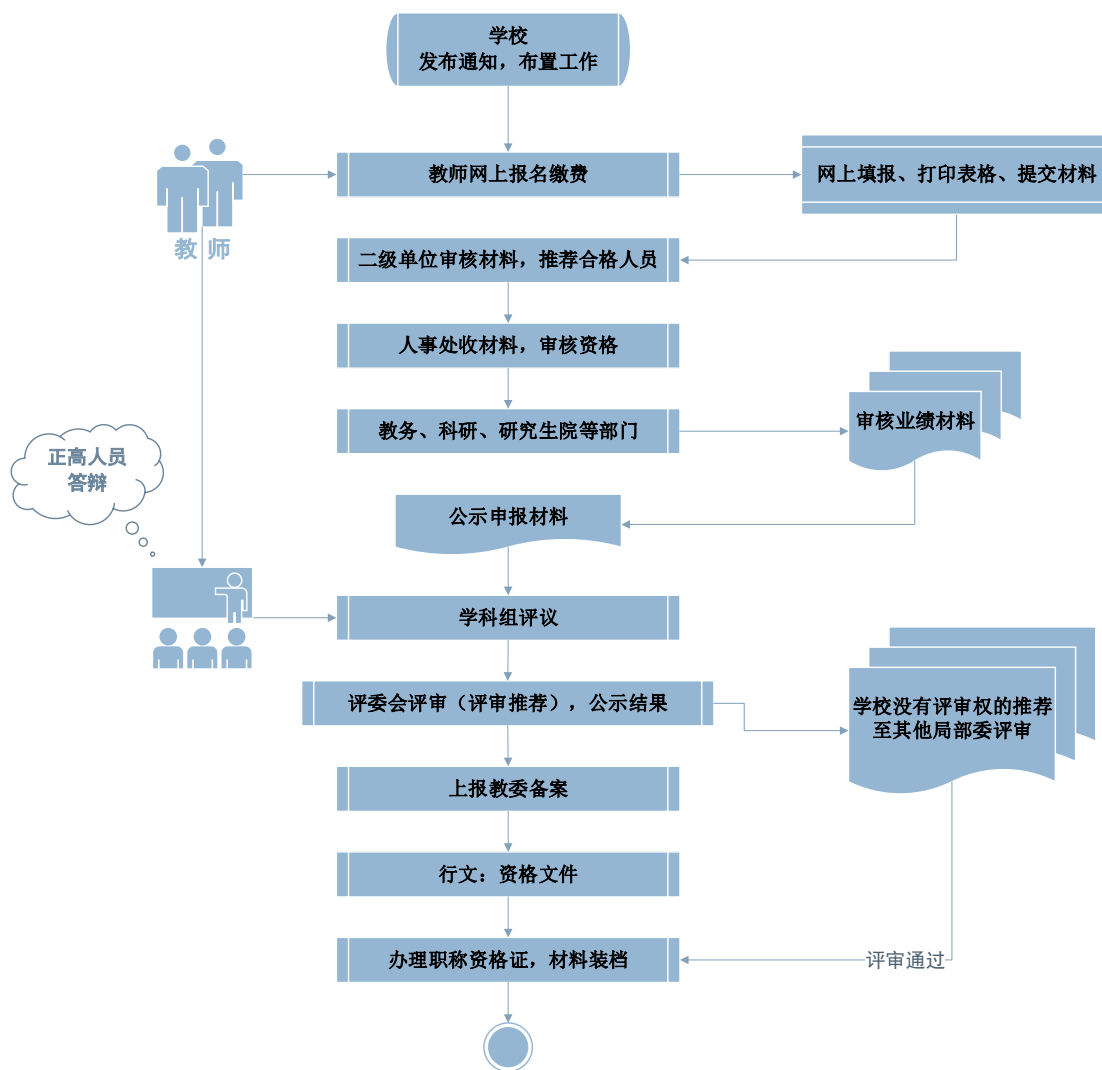 学校
发布通知，布置工作
教师网上报名缴费
网上填报、打印表格、提交材料
教 师
二级单位审核材料，推荐合格人员
人事处收材料，审核资格
教务、科研、研究生院等部门
审核业绩材料
正高人员
答辩
公示申报材料
学科组评议
评委会评审（评审推荐），公示结果
学校没有评审权的推荐
至其他局部委评审
上报教委备案
行文：资格文件
办理职称资格证，材料装档
评审通过